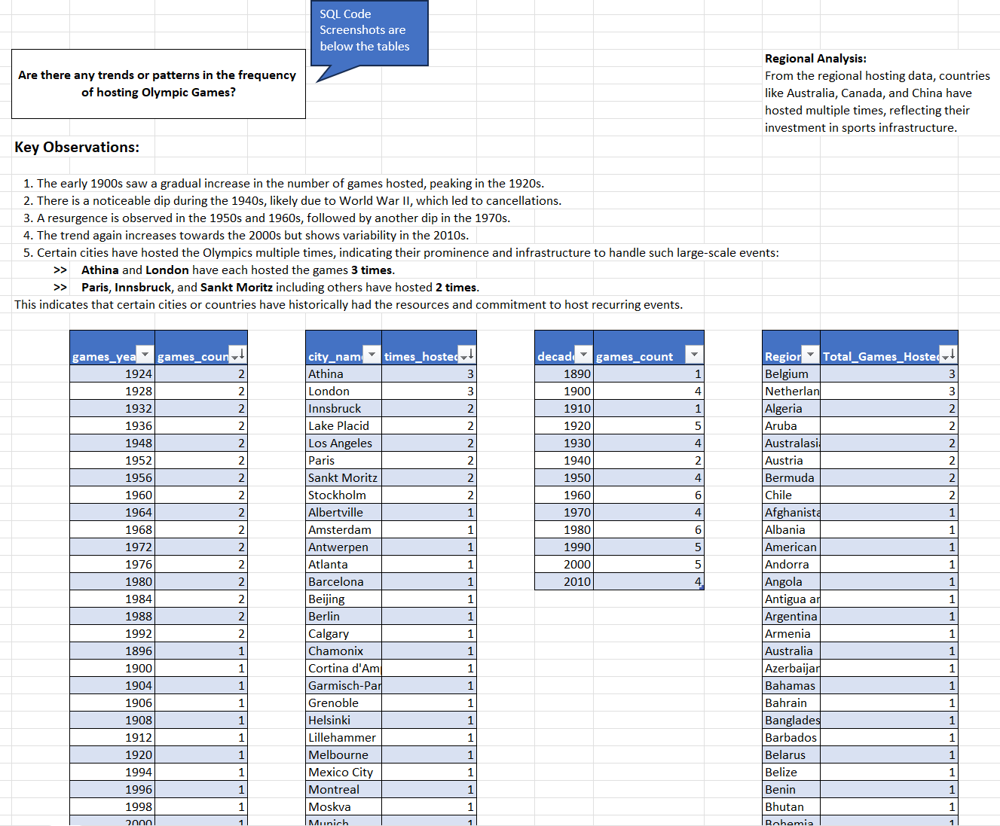 SQL Code
Screenshots are
below the tables
Are there any trends or patterns in the frequency
of hosting Olympic Games?
Regional Analysis:
From the regional hosting data, countries
like Australia, Canada, and China have
hosted multiple times, reflecting their
investment in sports infrastructure.
Key Observations:
1. The early 1900s saw a gradual increase in the number of games hosted, peaking in the 1920s.
2. There is a noticeable dip during the 1940s, likely due to World War II, which led to cancellations.
3. A resurgence is observed in the 1950s and 1960s, followed by another dip in the 1970s.
4. The trend again increases towards the 2000s but shows variability in the 2010s.
5. Certain cities have hosted the Olympics multiple times, indicating their prominence and infrastructure to handle such large-scale events:
>> Athina and London have each hosted the games 3 times.
>> Paris, Innsbruck, and Sankt Moritz including others have hosted 2 times.
This indicates that certain cities or countries have historically had the resources and commitment to host recurring events.
games_yea games_coun city_nam times_hosted decad games_count Region Total_Games_Hosted
1924 2 Athina 3 1890 1 Belgium 3
1928 2 London 3 1900 4 Netherlan 3
1932 2 Innsbruck 2 1910 1 Algeria 2
1936 2 Lake Placid 2 1920 5 Aruba 2
1948 2 Los Angeles 2 1930 4 Australasi 2
1952 2 Paris 2 1940 2 Austria 2
1956 2 Sankt Moritz 2 1950 4 Bermuda 2
1960 2 Stockholm 2 1960 6 Chile 2
1964 2 Albertville 1 1970 4 Afghanista 1
1968 2 Amsterdam 1 1980 6 Albania 1
1972 2 Antwerpen 1 1990 5 American 1
1976 2 Atlanta 1 2000 5 Andorra 1
1980 2 Barcelona 1 2010 4 Angola 1
1984 2 Beijing 1 Antigua ar 1
1988 2 Berlin 1 Argentina 1
1992 2 Calgary 1 Armenia 1
1896 1 Chamonix 1 Australia 1
1900 1 Cortina d'Am 1 Azerbaijar 1
1904 1 Garmisch-Par 1 Bahamas 1
1906 1 Grenoble 1 Bahrain 1
1908 1 Helsinki 1 Banglades 1
1912 1 Lillehammer 1 Barbados 1
1920 1 Melbourne 1 Belarus 1
1994 1 Mexico City 1 Belize 1
1996 1 Montreal 1 Benin 1
1998 1 Moskva 1 Bhutan 1
2000 1 Munich 1 Bohemia 1